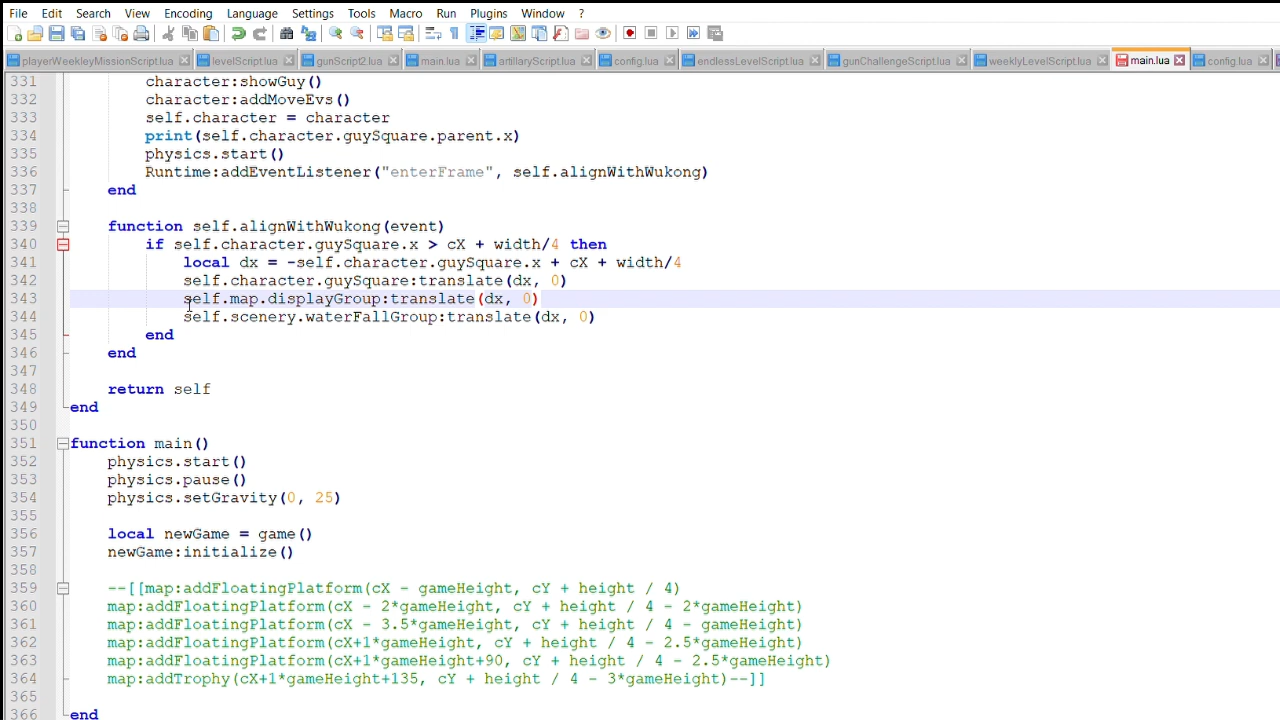 File Edit Search View Encoding Language Settings Tools Macro Run Plugins Window ?
playerWeekleyMissionScript.lua levelScript.lua gunScript2.lua main.lua artillaryScript.lua config.lua endlessLevelScript.lua gunChallengeScript.lua weeklyLevelScript.lua main.lua config.lua
331 character:showGuy()
332 character:addMoveEvs()
333 self.character = character
334 print(self.character.guySquare.parent.x)
335 physics.start()
336 Runtime:addEventListener("enterFrame", self.alignWithWukong)
337 end
338
339 function self.alignWithWukong(event)
340 if self.character.guySquare.x > cX + width/4 then
341 local dx = -self.character.guySquare.x + cX + width/4
342 self.character.guySquare:translate(dx, 0)
343 self.map.displayGroup:translate(dx, 0)
344 self.scenery.waterFallGroup:translate(dx, 0)
345 end
346 end
347
348 return self
349 end
350
351 function main()
352 physics.start()
353 physics.pause()
354 physics.setGravity(0, 25)
355
356 local newGame = game()
357 newGame:initialize()
358
359 --[[map:addFloatingPlatform(cX - gameHeight, cY + height / 4)
360 map:addFloatingPlatform(cX - 2*gameHeight, cY + height / 4 - 2*gameHeight)
361 map:addFloatingPlatform(cX - 3.5*gameHeight, cY + height / 4 - gameHeight)
362 map:addFloatingPlatform(cX+1*gameHeight, cY + height / 4 - 2.5*gameHeight)
363 map:addFloatingPlatform(cX+1*gameHeight+90, cY + height / 4 - 2.5*gameHeight)
364 map:addTrophy(cX+1*gameHeight+135, cY + height / 4 - 3*gameHeight)--]]
365
366 end